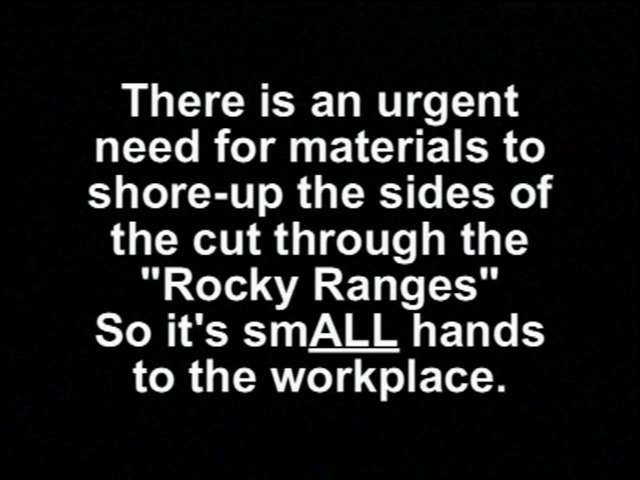 There is an urgent
need for materials to
shore-up the sides of
the cut through the
"Rocky Ranges"
So it's smALL hands
to the workplace.